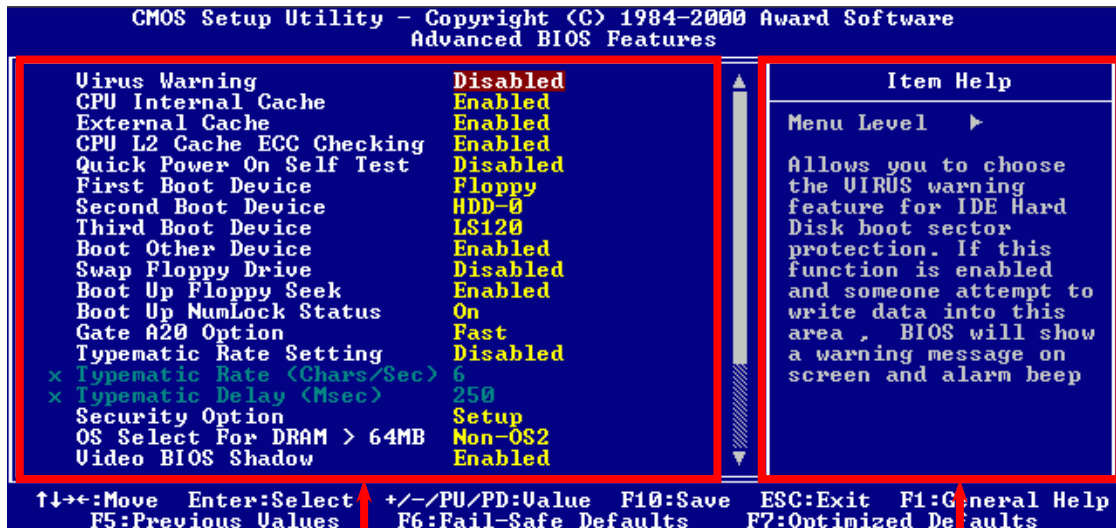 CMOS Setup Utility - Copyright (C) 1984-2000 Award Software
Advanced BIOS Features
Virus Warning Disabled
CPU Internal Cache Enabled
External Cache Enabled
CPU L2 Cache ECC Checking Enabled
Quick Power On Self Test Disabled
First Boot Device Floppy
Second Boot Device HDD-0
Third Boot Device LS120
Boot Other Device Enabled
Swap Floppy Drive Disabled
Boot Up Floppy Seek Enabled
Boot Up NumLock Status On
Gate A20 Option Fast
Typematic Rate Setting Disabled
x Typematic Rate (Chars/Sec) 6
x Typematic Delay (Msec) 250
Security Option Setup
OS Select For DRAM > 64MB Non-OS2
Video BIOS Shadow Enabled
Item Help
Menu Level ▶
Allows you to choose
the VIRUS warning
feature for IDE Hard
Disk boot sector
protection. If this
function is enabled
and someone attempt to
write data into this
area , BIOS will show
a warning message on
screen and alarm beep
↑↓→←:Move Enter:Select +/-/PU/PD:Value F10:Save ESC:Exit F1:General Help
F5:Previous Values F6:Fail-Safe Defaults F7:Optimized Defaults